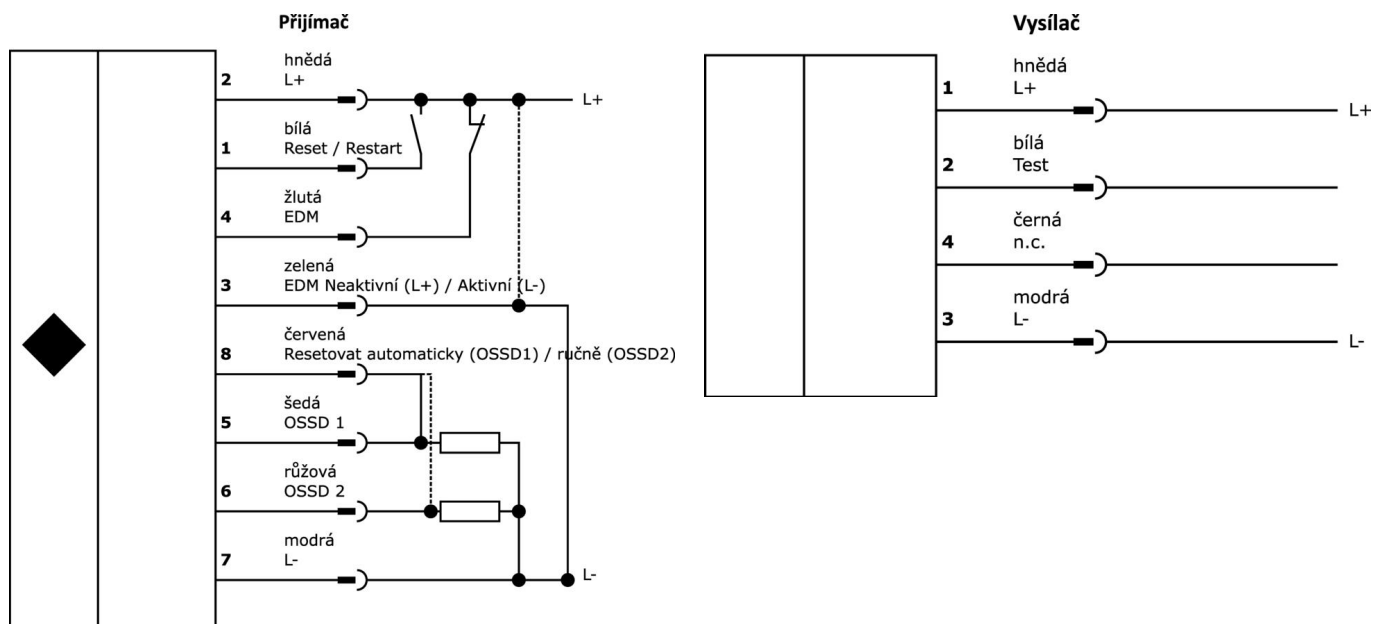 Přijímač
hnědá
2 L+
L+
bílá
1 Reset / Restart
žlutá
4 EDM
zelená
3 EDM Neaktivní (L+) / Aktivní (L-)
červená
8 Resetovat automaticky (OSSD1) / ručně (OSSD2)
šedá
5 OSSD 1
růžová
6 OSSD 2
modrá
7 L-
L-
Vysílač
hnědá
1 L+
L+
bílá
2 Test
černá
4 n.c.
modrá
3 L-
L-